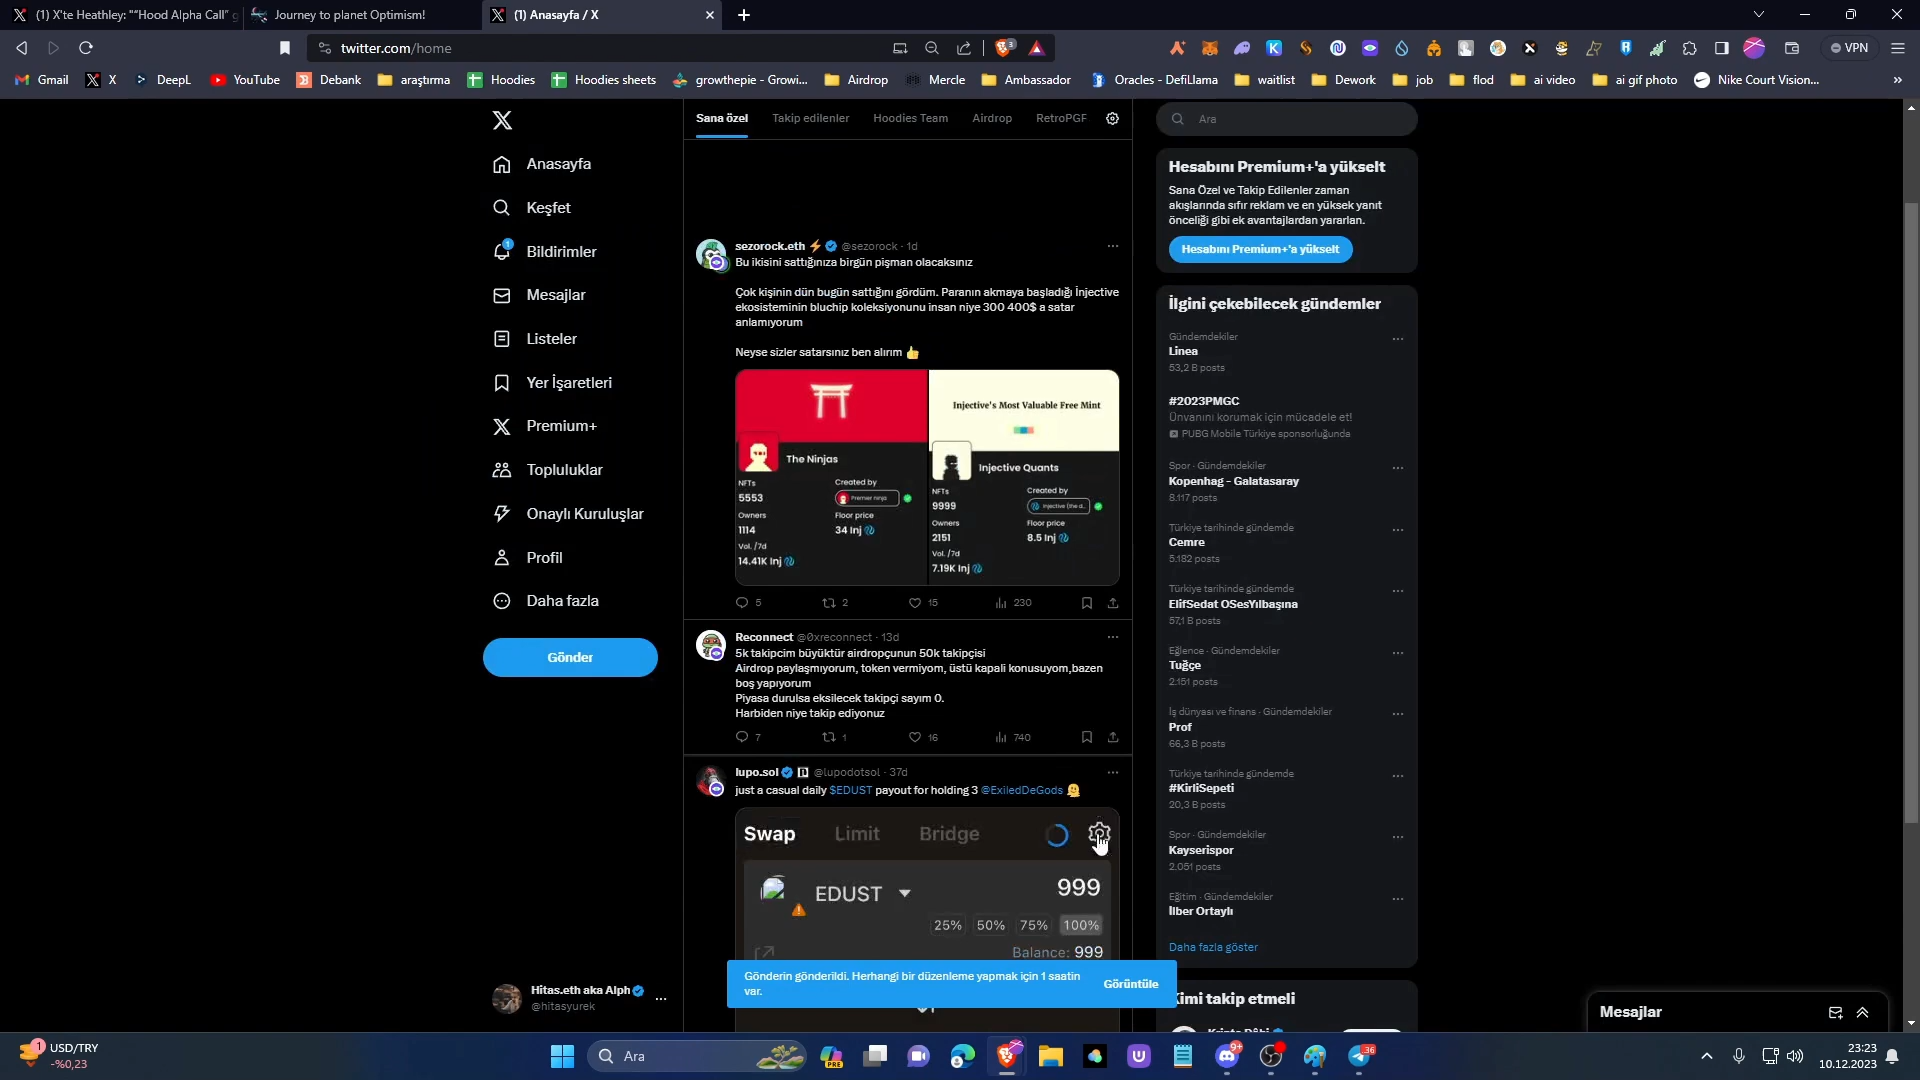 (1) X'te Heathley: ""Hood Alpha Call"
Journey to planet Optimism!
(1) Anasayfa / X
twitter.com/home
VPN
Gmail
X
DeepL
YouTube
Debank
araştırma
Hoodies
Hoodies sheets
growthepie - Growi...
Airdrop
Mercle
Ambassador
Oracles - DefiLlama
waitlist
Dework
job
flod
ai video
ai gif photo
Nike Court Vision...
Anasayfa
Keşfet
Bildirimler
Mesajlar
Listeler
Yer İşaretleri
Premium+
Topluluklar
Onaylı Kuruluşlar
Profil
Daha fazla
Gönder
Hitas.eth aka Alph
@hitasyurek
Sana özel
Takip edilenler
Hoodies Team
Airdrop
RetroPGF
sezorock.eth @sezorock · 1d
Bu ikisini sattığınıza birgün pişman olacaksınız
Çok kişinin dün bugün sattığını gördüm. Paranın akmaya başladığı İnjective
ekosisteminin bluchip koleksiyonunu insan niye 300 400$ a satar
anlamıyorum
Neyse sizler satarsınız ben alırım 👍
The Ninjas
NFTs
5553
Created by
Premier ninja
Owners
1114
Floor price
34 Inj
Vol. /7d
14.41K Inj
Injective's Most Valuable Free Mint
Injective Quants
NFTs
9999
Created by
Injective (the d...
Owners
2151
Floor price
8.5 Inj
Vol. /7d
7.19K Inj
5
2
15
230
Reconnect @0xreconnect · 13d
5k takipcim büyüktür airdropçunun 50k takipçisi
Airdrop paylaşmıyorum, token vermiyom, üstü kapali konusuyom,bazen
boş yapıyorum
Piyasa durulsa eksilecek takipçi sayım 0.
Harbiden niye takip ediyonuz
7
1
16
740
lupo.sol @lupodotsol · 37d
just a casual daily $EDUST payout for holding 3 @ExiledDeGods
Swap
Limit
Bridge
EDUST
999
25%
50%
75%
100%
Balance: 999
Gönderin gönderildi. Herhangi bir düzenleme yapmak için 1 saatin
var.
Görüntüle
Ara
Hesabını Premium+'a yükselt
Sana Özel ve Takip Edilenler zaman
akışlarında sıfır reklam ve en yüksek yanıt
önceliği gibi ek avantajlardan yararlan.
Hesabını Premium+'a yükselt
İlgini çekebilecek gündemler
Gündemdekiler
Linea
53,2 B posts
#2023PMGC
Ünvanını korumak için mücadele et!
PUBG Mobile Türkiye sponsorluğunda
Spor · Gündemdekiler
Kopenhag – Galatasaray
8.117 posts
Türkiye tarihinde gündemde
Cemre
5.182 posts
Türkiye tarihinde gündemde
ElifSedat OSesYılbaşına
57,1 B posts
Eğlence · Gündemdekiler
Tuğçe
2.151 posts
İş dünyası ve finans · Gündemdekiler
Prof
66,3 B posts
Türkiye tarihinde gündemde
#KirliSepeti
20,3 B posts
Spor · Gündemdekiler
Kayserispor
2,051 posts
Eğitim · Gündemdekiler
İlber Ortaylı
Daha fazla göster
Kimi takip etmeli
Mesajlar
USD/TRY
-%0,23
Ara
PRE
9+
36
23:23
10.12.2023